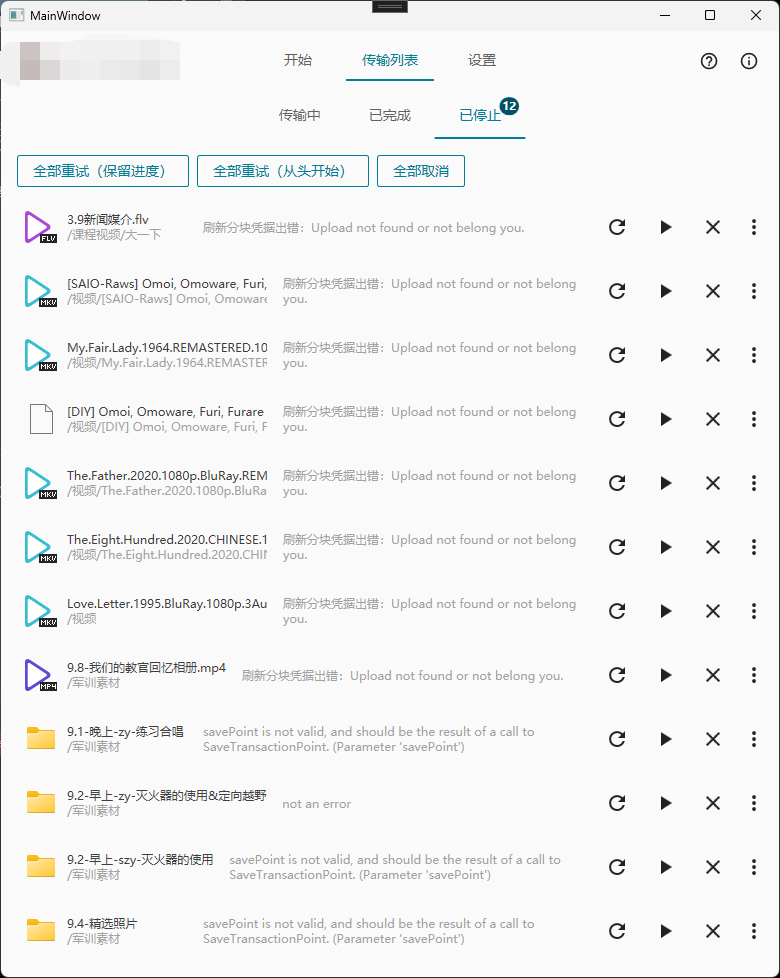 MainWindow
开始
传输列表
设置
传输中
已完成
已停止
12
全部重试（保留进度）
全部重试（从头开始）
全部取消
FLV
3.9新闻媒介.flv
/课程视频/大一下
刷新分块凭据出错：Upload not found or not belong you.
MKV
[SAIO-Raws] Omoi, Omoware, Furi,
/视频/[SAIO-Raws] Omoi, Omoware
刷新分块凭据出错：Upload not found or not belong
you.
MKV
My.Fair.Lady.1964.REMASTERED.10
/视频/My.Fair.Lady.1964.REMASTER
刷新分块凭据出错：Upload not found or not belong
you.
[DIY] Omoi, Omoware, Furi, Furare
/视频/[DIY] Omoi, Omoware, Furi, F
刷新分块凭据出错：Upload not found or not belong
you.
MKV
The.Father.2020.1080p.BluRay.REM
/视频/The.Father.2020.1080p.BluRa
刷新分块凭据出错：Upload not found or not belong
you.
MKV
The.Eight.Hundred.2020.CHINESE.1
/视频/The.Eight.Hundred.2020.CHIN
刷新分块凭据出错：Upload not found or not belong
you.
MKV
Love.Letter.1995.BluRay.1080p.3Au
/视频
刷新分块凭据出错：Upload not found or not belong
you.
MP4
9.8-我们的教官回忆相册.mp4
/军训素材
刷新分块凭据出错：Upload not found or not belong you.
9.1-晚上-zy-练习合唱
/军训素材
savePoint is not valid, and should be the result of a call to
SaveTransactionPoint. (Parameter 'savePoint')
9.2-早上-zy-灭火器的使用&定向越野
/军训素材
not an error
9.2-早上-szy-灭火器的使用
/军训素材
savePoint is not valid, and should be the result of a call to
SaveTransactionPoint. (Parameter 'savePoint')
9.4-精选照片
/军训素材
savePoint is not valid, and should be the result of a call to
SaveTransactionPoint. (Parameter 'savePoint')